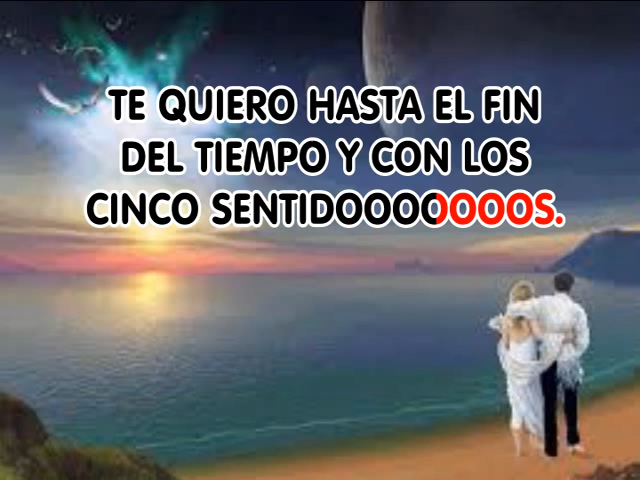 TE QUIERO HASTA EL FIN
DEL TIEMPO Y CON LOS
CINCO SENTIDOOOOOOOS.